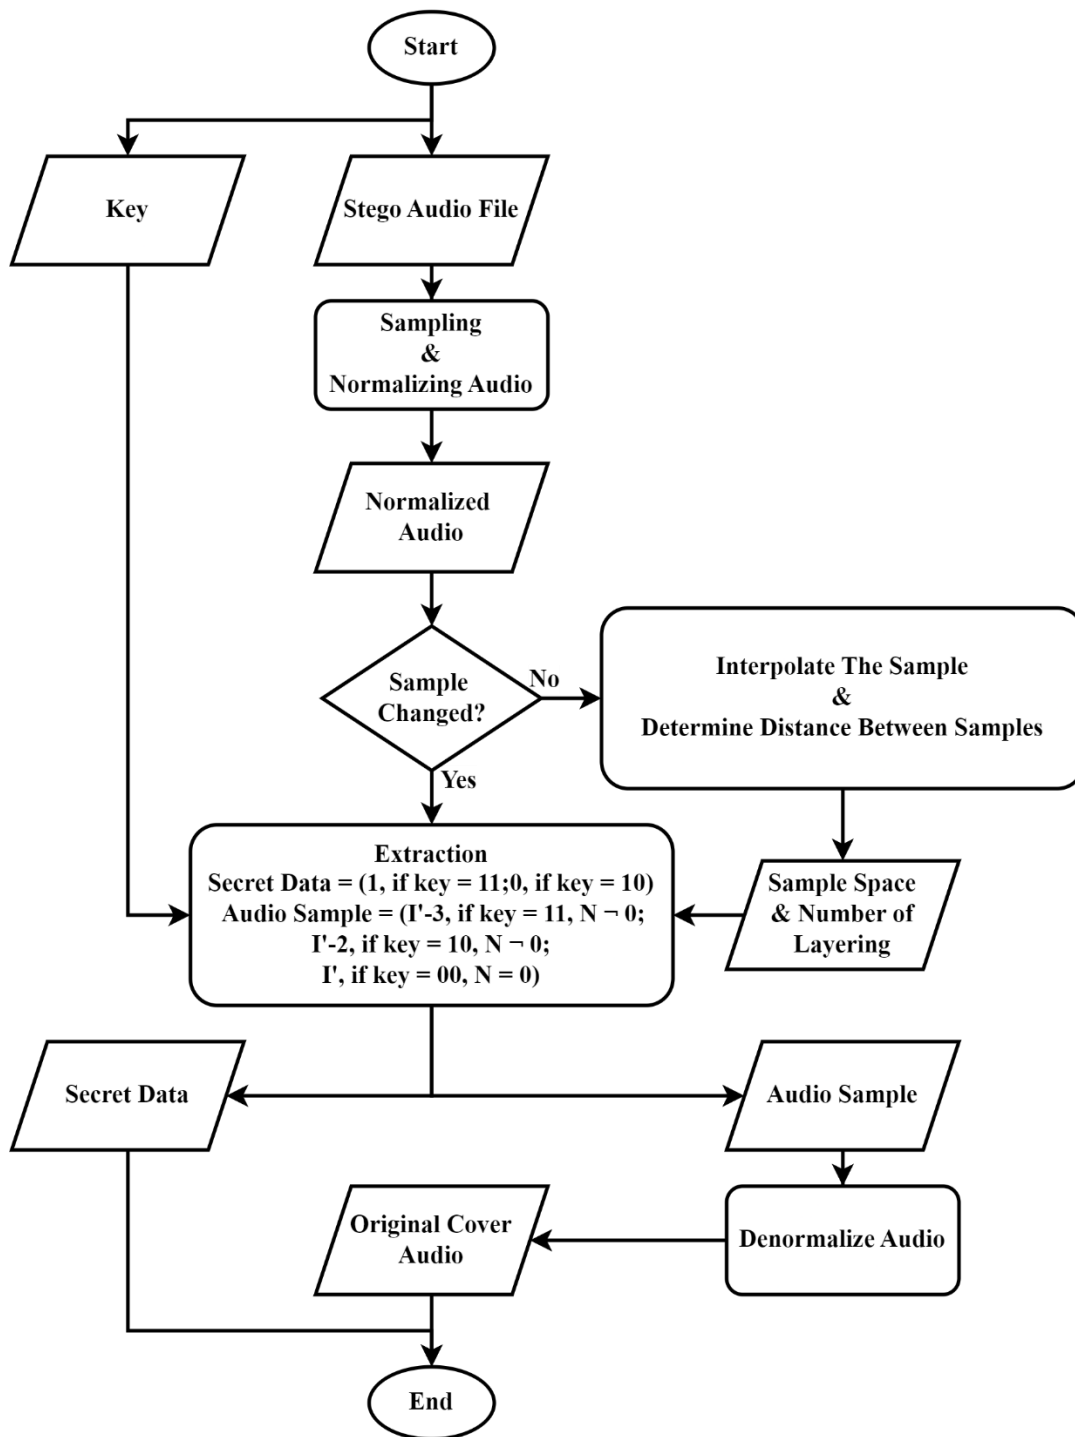 Start
Key
Stego Audio File
Sampling
&
Normalizing Audio
Normalized
Audio
Sample
Changed?
No
Yes
Interpolate The Sample
&
Determine Distance Between Samples
Extraction
Secret Data = (1, if key = 11;0, if key = 10)
Audio Sample = (I'-3, if key = 11, N ¬ 0;
I'-2, if key = 10, N ¬ 0;
I', if key = 00, N = 0)
Sample Space
& Number of
Layering
Secret Data
Audio Sample
Original Cover
Audio
Denormalize Audio
End